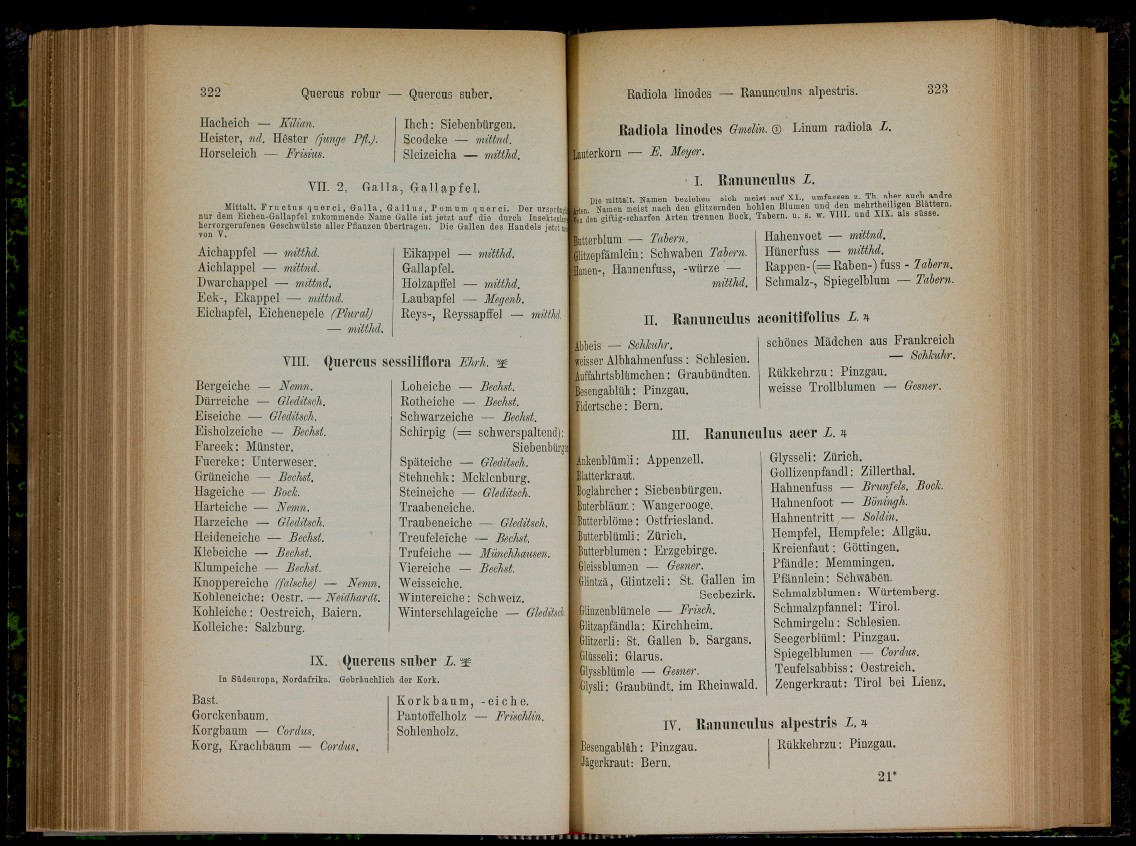 322 Quercus robur — Quercus suber.
Hacheich — Kilian.
Heister, nd. Hêster (junge Pfl.).
Horseleich — Frisius.
Ihch: Siebenbürgen.
Scodeke — mittnd.
Sleizeicha — mitthd.
VII. 2. Galla, Gallapfel.
Mittalt. Fructus querci, Galla, Gallus, Pomum querci. Der
nur dem Eichen-Gallapfel zukommende Name Galle ist jetzt auf die durch
hervorgerufenen Geschwülste aller Pflanzen übertragen. Die Gallen des Handels jetzt
von V.
Aichappfel — mitthd.
Aichlappel — mittnd.
Dwarchappel — mittnd.
Eek-, Ekappel — mittnd.
Eichapfel, Eichenepele (Plural)
— mitthd.
Eikappel — mitthd.
Gallapfel.
Holzapffel — mitthd.
Laubapfel — Megenb.
Reys-, Reyssapffel — mitthd.
VIII. Quercus sessiliflora Ehrh.
Bergeiche — Nemn.
Dürreiche — Gleditsch.
Eiseiche — Gleditsch.
Eisholzeiche — Bechst.
Fareek: Münster.
Fuereke: Unterweser.
Grüneiche — Bechst.
Hageiche — Bock.
Harteiche — Nemn.
Harzeiche — Gleditsch.
Heideneiche — Bechst.
Klebeiche — Bechst.
Klumpeiche — Bechst.
Knoppereiche (falsche) — Nemn.
Kohleneiche: Oestr. — Neidhardt.
Kohleiche: Oestreich, Baiern.
Kolleiche: Salzburg.
Loheiche — Bechst.
Rotheiche — Bechst.
Schwarzeiche — Bechst.
Schirpig (= schwerspaltend):
Spätaiche — Gleditsch.
Stehnehk: Mcklenburg.
Steineiche — Gleditsch.
Traabeneiche.
Traubeneiche — Gleditsch.
Treufeleiche — Bechst.
Trufeiche — Münchhausen.
Viereiche — Bechst.
Weisseiche.
Wintereiche: Schweiz.
Winterschlageiche —
IX. Quercus suber L.
In Südeuropa, Nordafrika. Gebräuchlich der Kork.
Bast.
Gorckenbaum.
Korgbaum — Cordus.
Korg, Krachbaum — Cordus.
Korkbaum, -eiche.
Pantoffelholz — Frischlin.
Sohlenholz.
Radiola linodes — Ranunculus alpestris. 323
Radiola linodes Gmelin. ① Linum radiola L.
Lauterkorn — E. Meyer.
I. Ranunculus L.
Die mittalt. Namen beziehen sich meist auf XI., umfassen z. Th. aber auch andre
Arten. Namen meist nach den glitzernden hohlen Blumen und den mehrtheiligen Blättern.
den giftig-scharfen Arten trennen Bock, Tabern. u. s. w. VIII. und XIX. als süsse.
Butterblum — Tabern.
Glitzepfämlein: Schwaben Tabern.
Hanen-, Hannenfuss, -würze —
mitthd.
Hahenvoet — mittnd.
Hünerfuss — mitthd.
Rappen- (= Raben-) fuss - Tabern.
Schmalz-, Spiegelblum — Tabern.
II. Ranunculus aconitifolius L. ♃
Abbeis — Schkuhr.
weisser Albhahnenfuss: Schlesien.
Auffahrtsblümchen: Graubündten.
Besengablüh: Pinzgau.
Fidertsche: Bern.
schönes Mädchen aus Frankreich
— Schkuhr.
Rükkehrzu: Pinzgau.
weisse Trollblumen — Gesner.
III. Ranunculus acer L. ♃
Ankenblümli: Appenzell.
Blatterkraut.
Boglahrcher: Siebenbürgen.
Buterbläum: Wangerooge.
Butterblöme: Ostfriesland.
Butterblümli: Zürich.
Butterblumen: Erzgebirge.
Gleissblumen — Gesner.
Glintzä, Glintzeli: St. Gallen im
Seebezirk.
Glinzenblümele — Frisch.
Glitzapfändla: Kirchheim.
Glitzerli: St. Gallen b. Sargans.
Glüsseli: Glarus.
Glyssblümle — Gesner.
Glysli: Graubündt. im Rheinwald.
Glysseli: Zürich.
Gollizenpfandl: Zillerthal.
Hahnenfuss — Brunfels. Bock.
Hahnenfoot — Böningh.
Hahnentritt — Soldin.
Hempfel, Hempfele: Allgäu.
Kreienfaut: Göttingen.
Pfändle: Memmingen.
Pfännlein: Schwaben.
Schmalzblumen: Würtemberg.
Schmalzpfannel: Tirol.
Schmirgeln: Schlesien.
Seegerblüml: Pinzgau.
Spiegelblumen — Cordus.
Teufelsabbiss: Oestreich.
Zengerkraut: Tirol bei Lienz.
IV. Ranunculus alpestris L. ♃
Besengablüh: Pinzgau.
Jägerkraut: Bern.
Rükkehrzu: Pinzgau.
21*